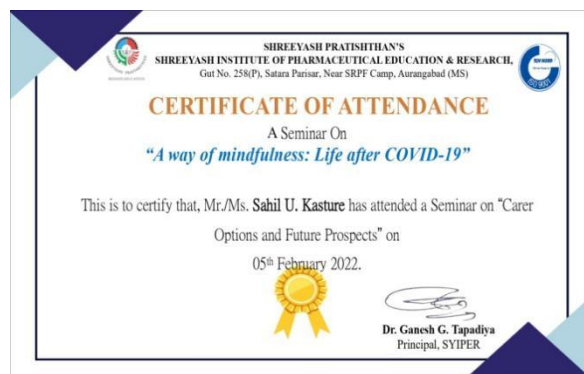 SHREEYASH PRATISHTHAN'S
SHREEYASH INSTITUTE OF PHARMACEUTICAL EDUCATION & RESEARCH,
Gut No. 258(P), Satara Parisar, Near SRPF Camp, Aurangabad (MS)
CERTIFICATE OF ATTENDANCE
A Seminar On
“A way of mindfulness: Life after COVID-19”
This is to certify that, Mr./Ms. Sahil U. Kasture has attended a Seminar on “Carer
Options and Future Prospects” on
05th February 2022.
Dr. Ganesh G. Tapadiya
Principal, SYIPER